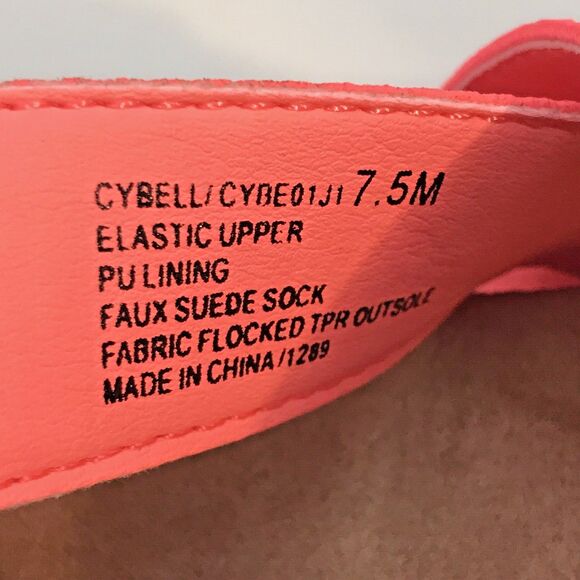 CYBELL/CYBE01J1 7.5M
ELASTIC UPPER
PU LINING
FAUX SUEDE SOCK
FABRIC FLOCKED TPR OUTSOLE
MADE IN CHINA/1289